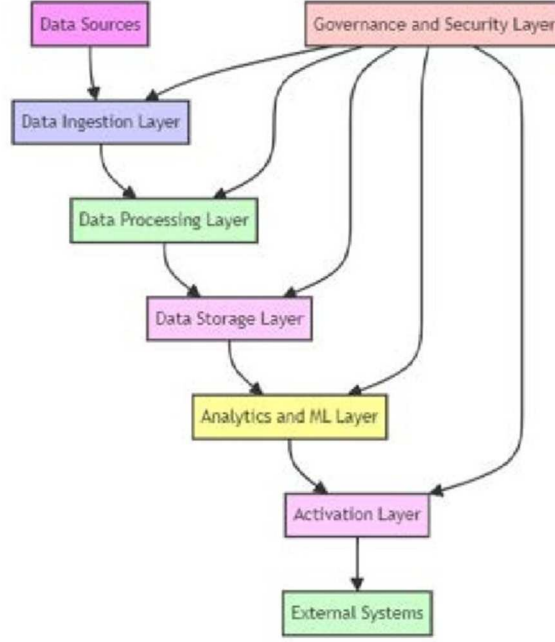 Data Sources
Governance and Security Layer
Data Ingestion Layer
Data Processing Layer
Data Storage Layer
Analytics and ML Layer
Activation Layer
External Systems